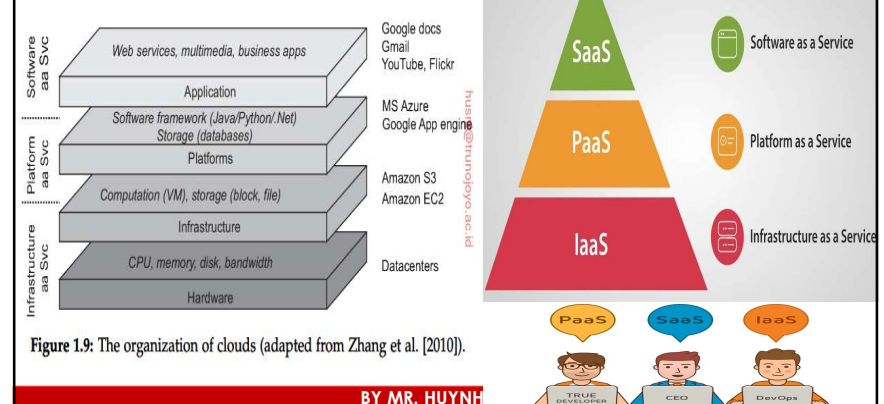 Software
aa Svc
Web services, multimedia, business apps
Application
Google docs
Gmail
YouTube, Flickr
Platform
aa Svc
Software framework (Java/Python/.Net)
Storage (databases)
Platforms
MS Azure
Google App engine
Computation (VM), storage (block, file)
Infrastructure
Amazon S3
Amazon EC2
Infrastructure
aa Svc
CPU, memory, disk, bandwidth
Hardware
Datacenters
Figure 1.9: The organization of clouds (adapted from Zhang et al. [2010]).
BY MR. HUYNH
SaaS
Software as a Service
PaaS
Platform as a Service
IaaS
Infrastructure as a Service
PaaS
SaaS
IaaS
TRUE
DEVELOPER
CEO
DevOps